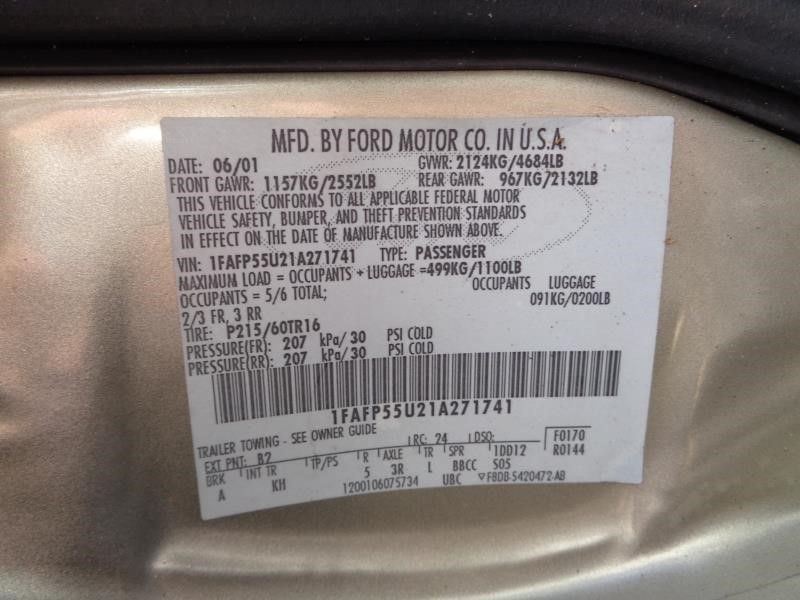 MFD. BY FORD MOTOR CO. IN U.S.A.
DATE: 06/01 GVWR: 2124KG/4684LB
FRONT GAWR: 1157KG/2552LB REAR GAWR: 967KG/2132LB
THIS VEHICLE CONFORMS TO ALL APPLICABLE FEDERAL MOTOR
VEHICLE SAFETY, BUMPER, AND THEFT PREVENTION STANDARDS
IN EFFECT ON THE DATE OF MANUFACTURE SHOWN ABOVE.
VIN: 1FAFP55U21A271741 TYPE: PASSENGER
MAXIMUM LOAD = OCCUPANTS + LUGGAGE =499KG/1100LB
OCCUPANTS = 5/6 TOTAL; OCCUPANTS LUGGAGE
2/3 FR, 3 RR 091KG/0200LB
TIRE: P215/60TR16
PRESSURE(FR): 207 kPa/30 PSI COLD
PRESSURE(RR): 207 kPa/30 PSI COLD
1FAFP55U21A271741
TRAILER TOWING - SEE OWNER GUIDE
EXT PNT: B2 RC: 24 DSO: F0170
BRK INT TR TP/PS R AXLE TR SPR 1DD12 R0144
A KH 5 3R L BBCC S05
1200106075734 UBC F8DB-5420472-AB